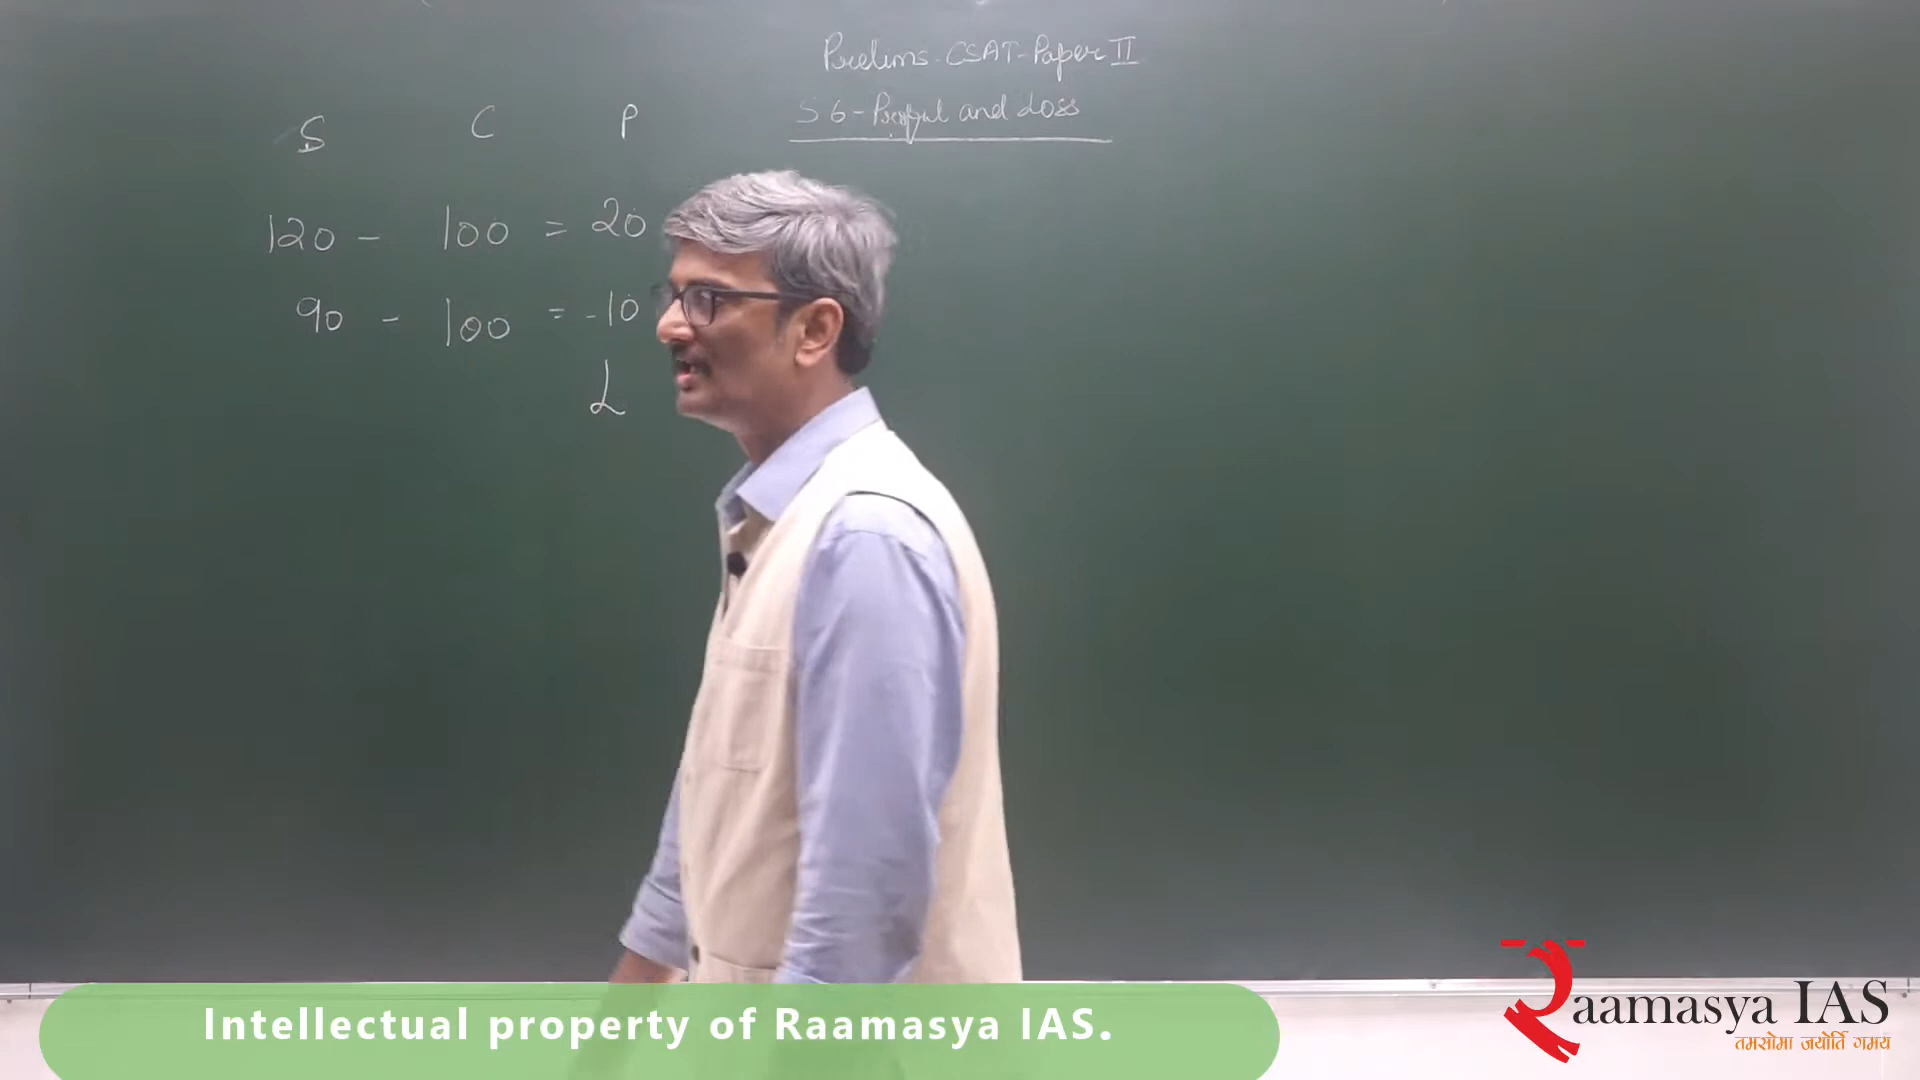 Prelims - CSAT - Paper II
S6 - Profit and Loss
S C P
120 - 100 = 20
90 - 100 = -10
L
Intellectual property of Raamasya IAS.
Raamasya IAS
तमसोमा जयोर्ति गमय